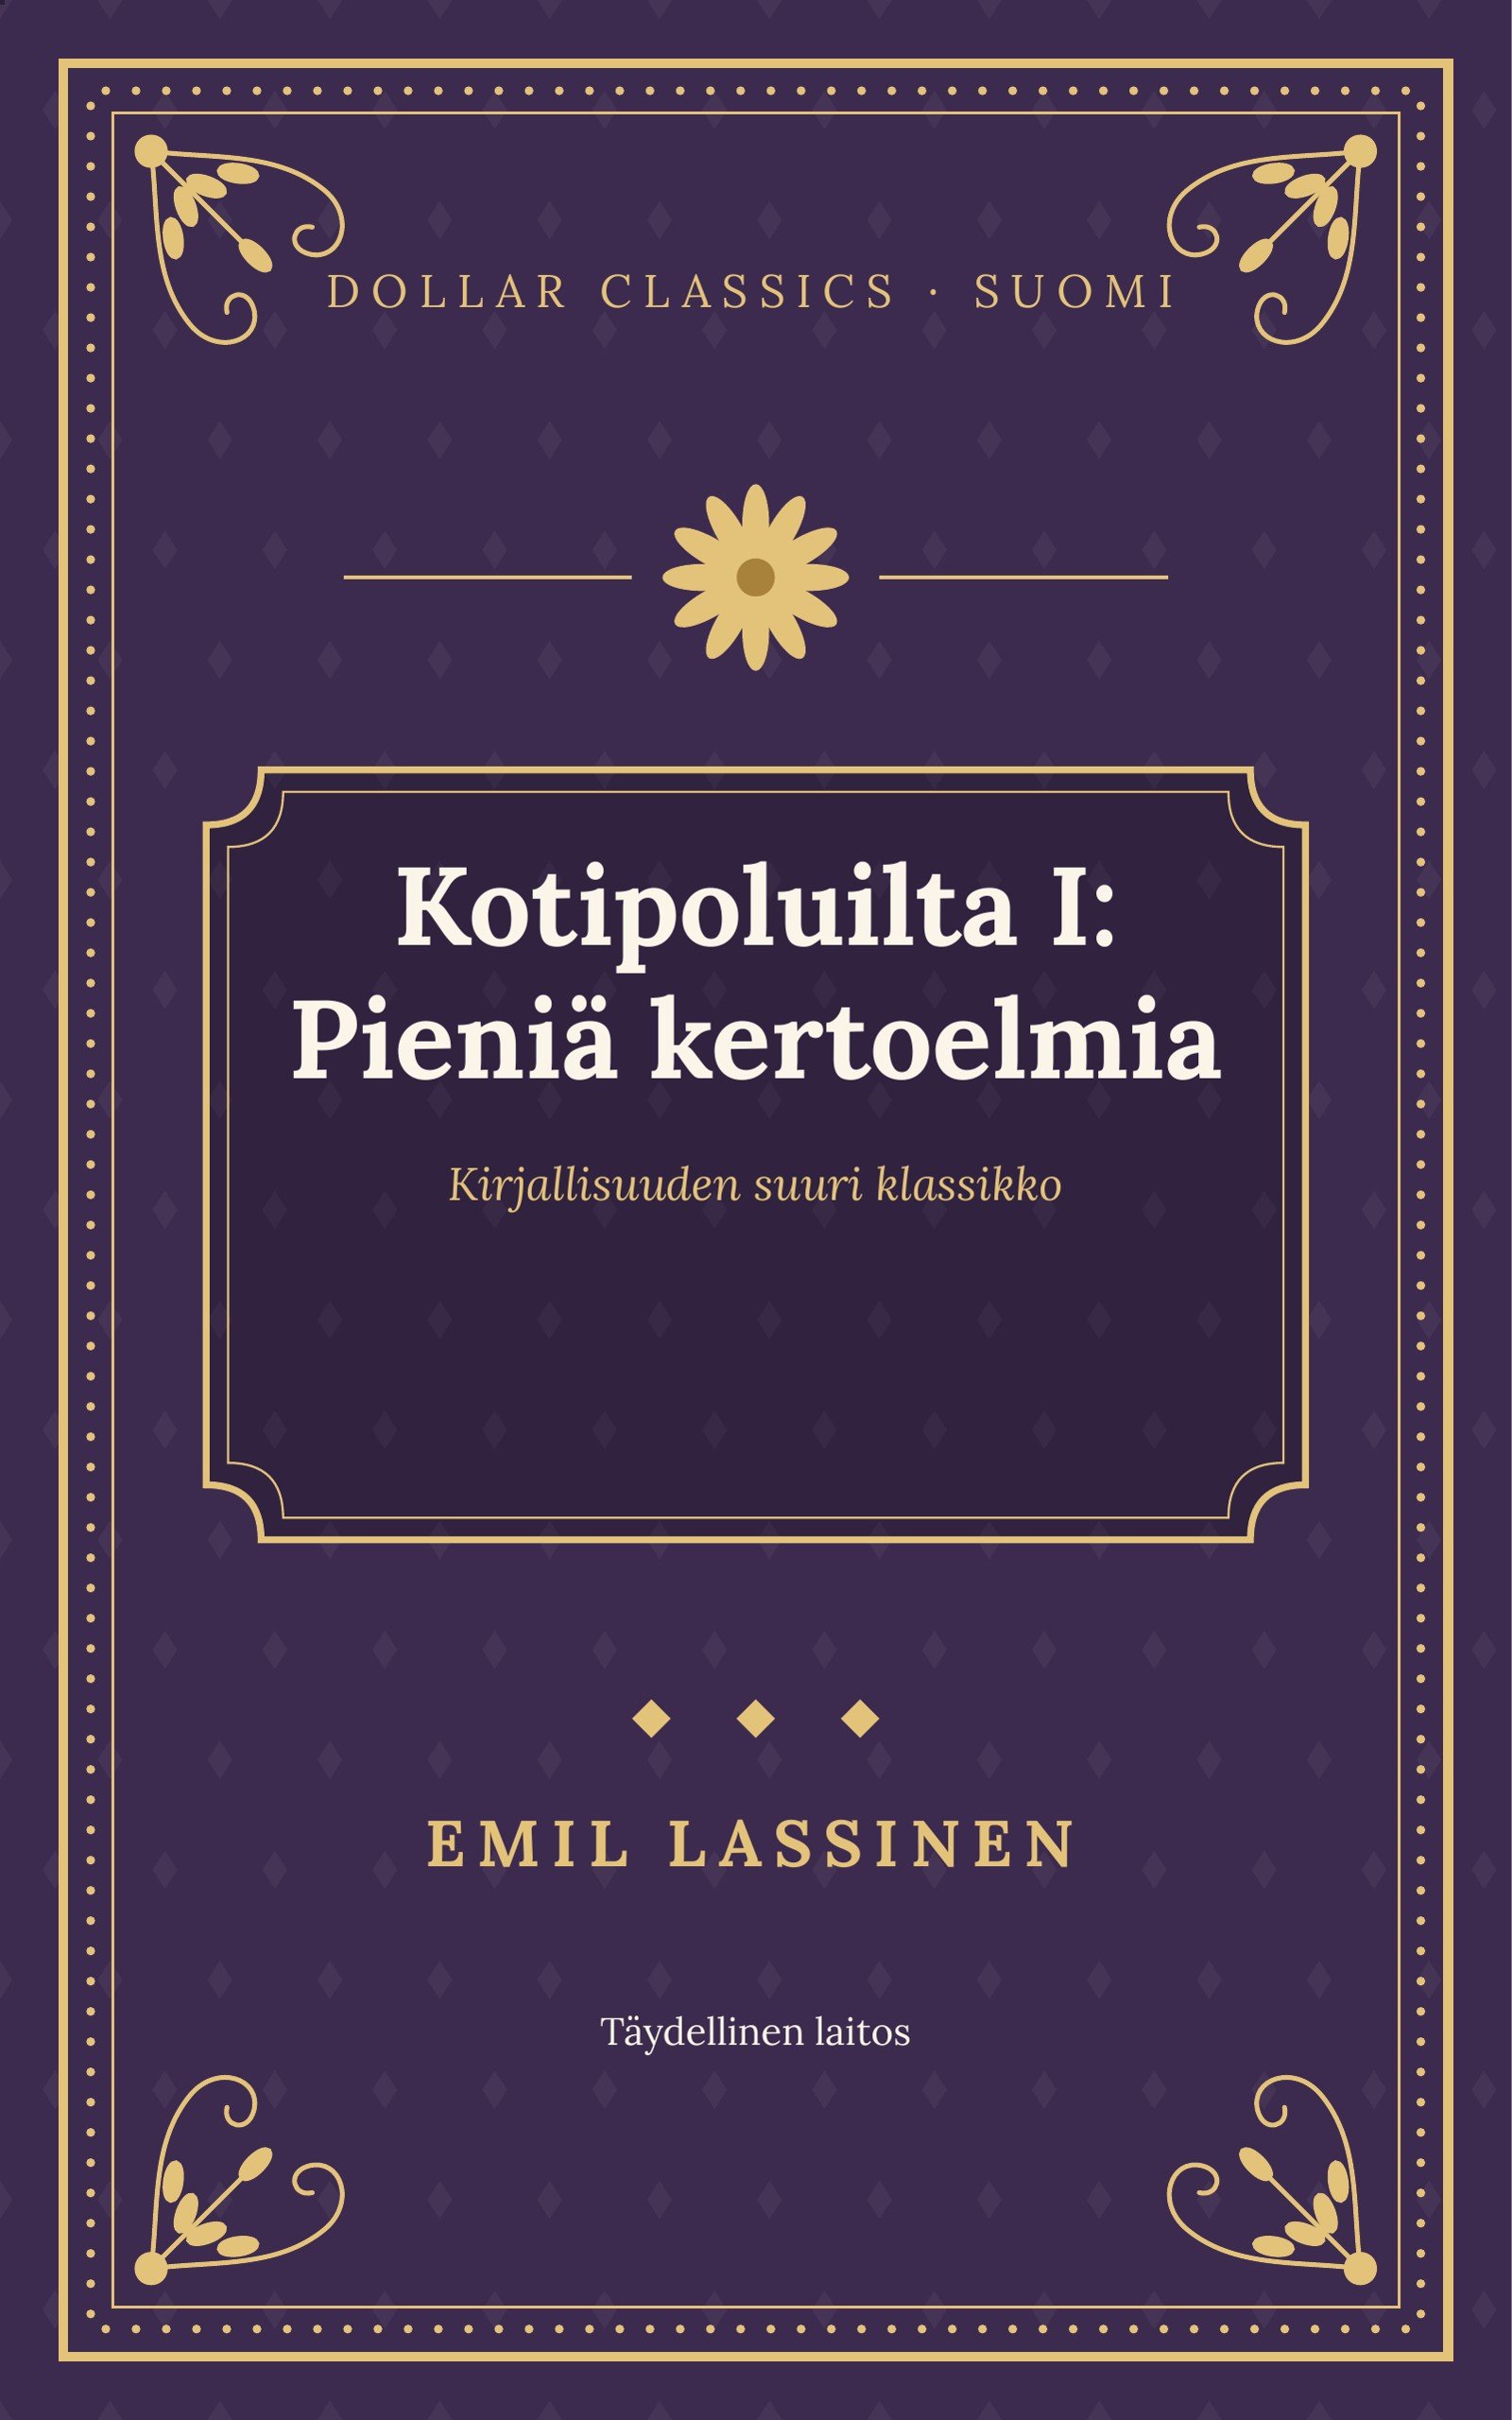 DOLLAR CLASSICS · SUOMI
Kotipoluilta I:
Pieniä kertoelmia
Kirjallisuuden suuri klassikko
EMIL LASSINEN
Täydellinen laitos